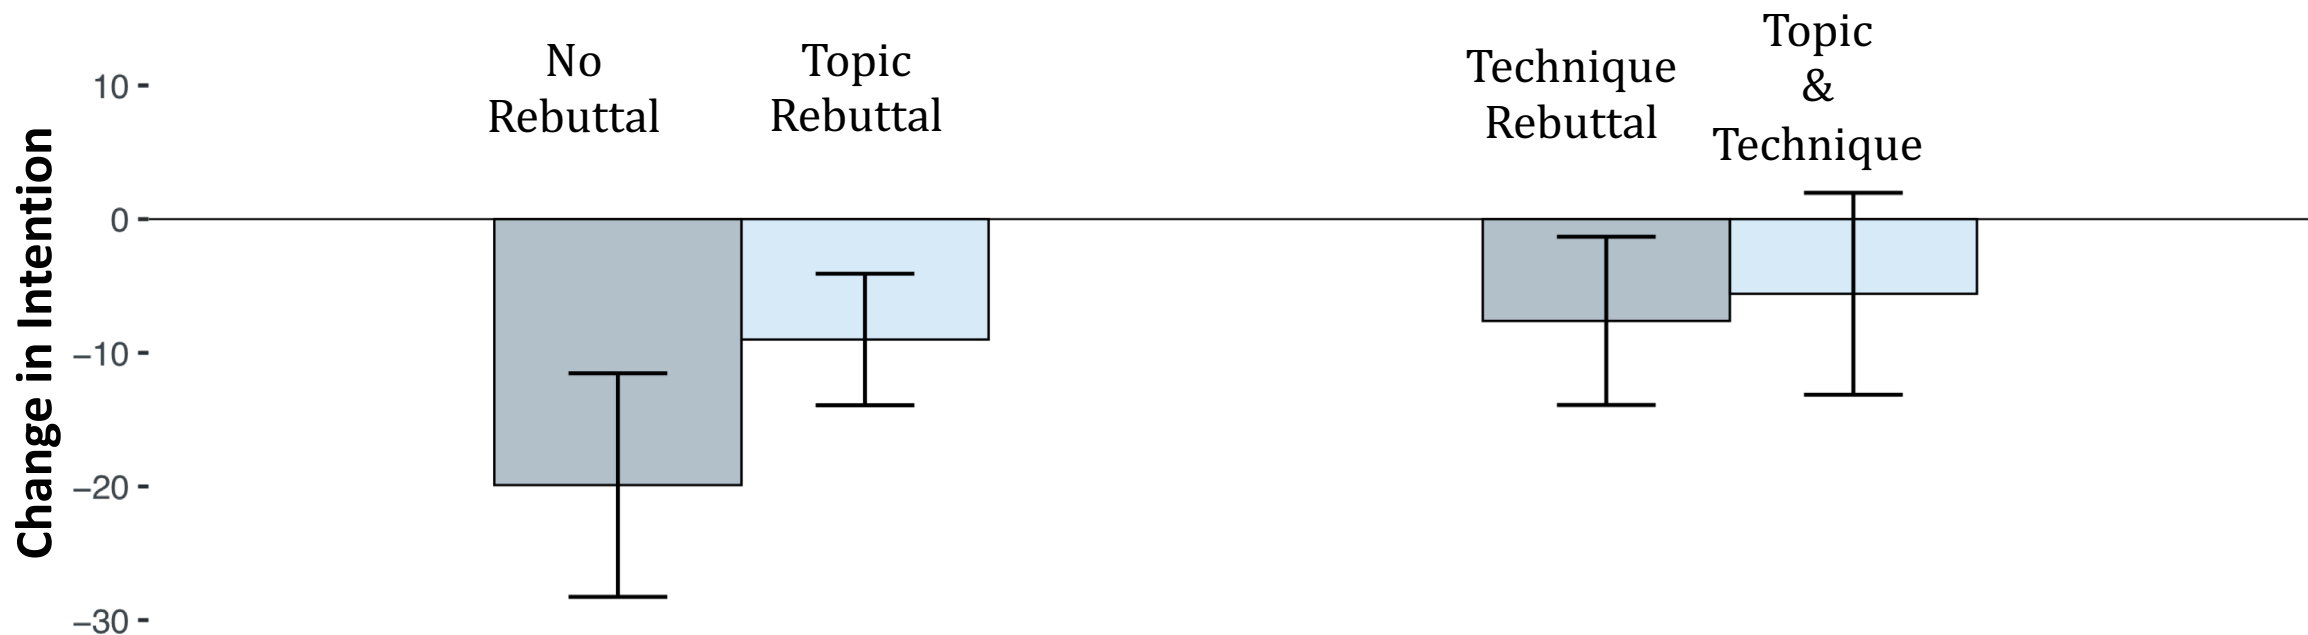 Change in Intention
10
0
−10
−20
−30
No
Rebuttal
Topic
Rebuttal
Technique
Rebuttal
Topic
&
Technique